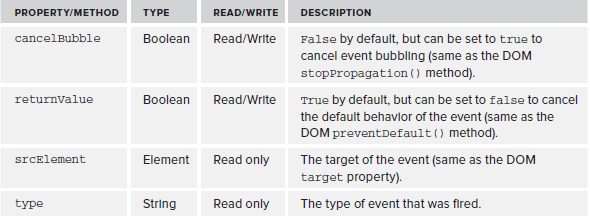 PROPERTY/METHOD TYPE READ/WRITE DESCRIPTION
cancelBubble Boolean Read/Write False by default, but can be set to true to
cancel event bubbling (same as the DOM
stopPropagation() method).
returnValue Boolean Read/Write True by default, but can be set to false to cancel
the default behavior of the event (same as the
DOM preventDefault() method).
srcElement Element Read only The target of the event (same as the DOM
target property).
type String Read only The type of event that was fired.